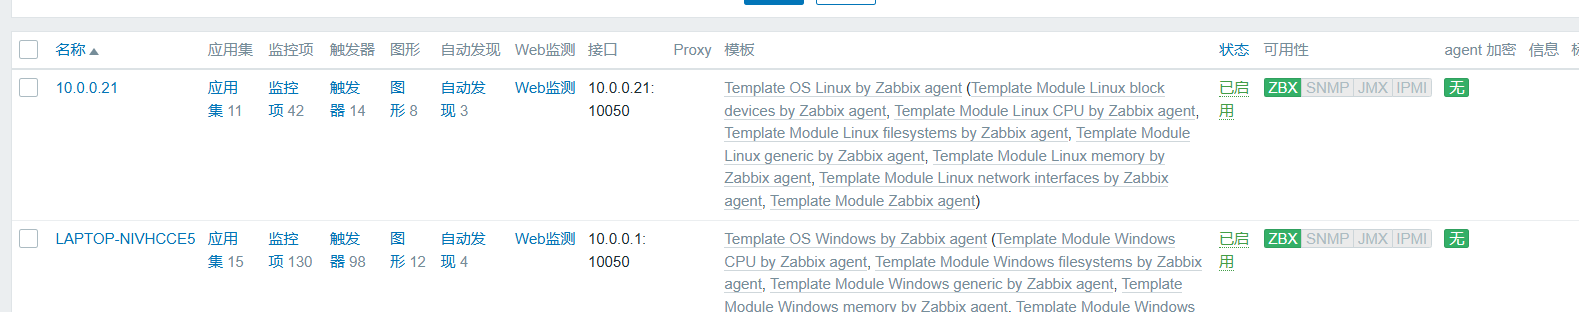 名称 应用集 监控项 触发器 图形 自动发现 Web监测 接口 Proxy 模板 状态 可用性 agent 加密 信息
10.0.0.21 应用 监控 触发 图 自动发 Web监测 10.0.0.21: Template OS Linux by Zabbix agent (Template Module Linux block 已启 ZBX SNMP JMX IPMI 无
集 11 项 42 器 14 形 8 现 3 10050 devices by Zabbix agent, Template Module Linux CPU by Zabbix agent, 用
Template Module Linux filesystems by Zabbix agent, Template Module
Linux generic by Zabbix agent, Template Module Linux memory by
Zabbix agent, Template Module Linux network interfaces by Zabbix
agent, Template Module Zabbix agent)
LAPTOP-NIVHCCE5 应用 监控 触发 图 自动发 Web监测 10.0.0.1: Template OS Windows by Zabbix agent (Template Module Windows 已启 ZBX SNMP JMX IPMI 无
集 15 项 130 器 98 形 12 现 4 10050 CPU by Zabbix agent, Template Module Windows filesystems by Zabbix 用
agent, Template Module Windows generic by Zabbix agent, Template
Module Windows memory by Zabbix agent, Template Module Windows